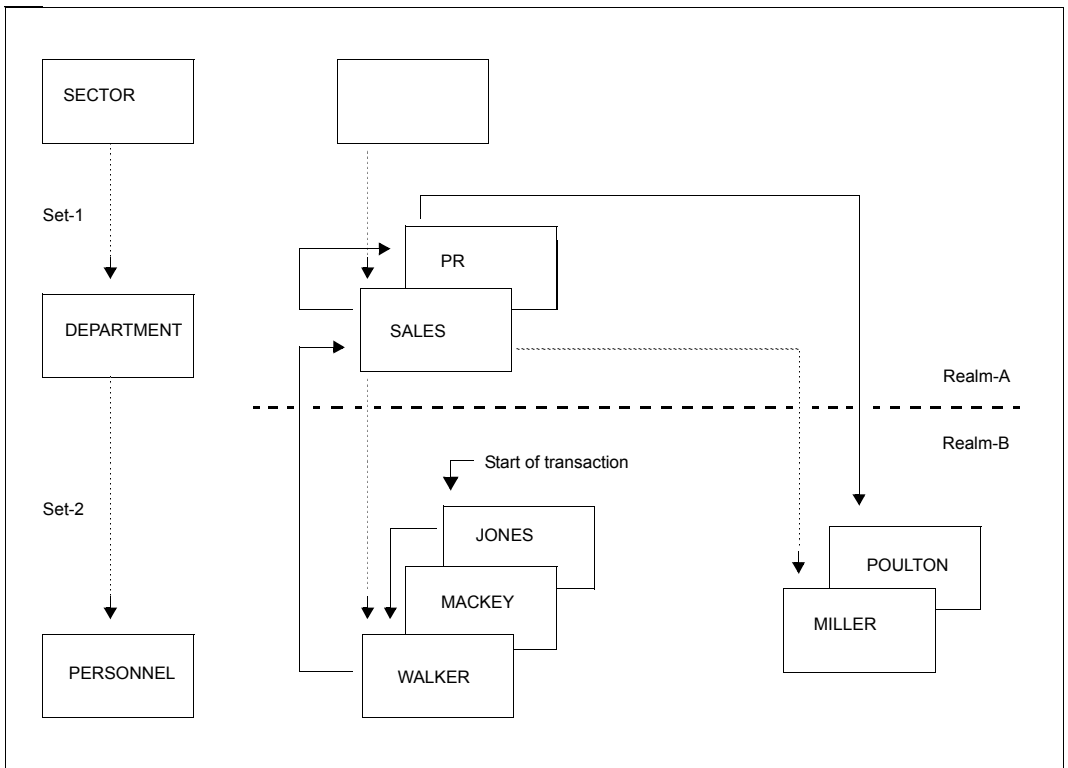 SECTOR
Set-1
PR
DEPARTMENT
SALES
Realm-A
Realm-B
Start of transaction
Set-2
JONES
POULTON
MACKEY
MILLER
PERSONNEL
WALKER